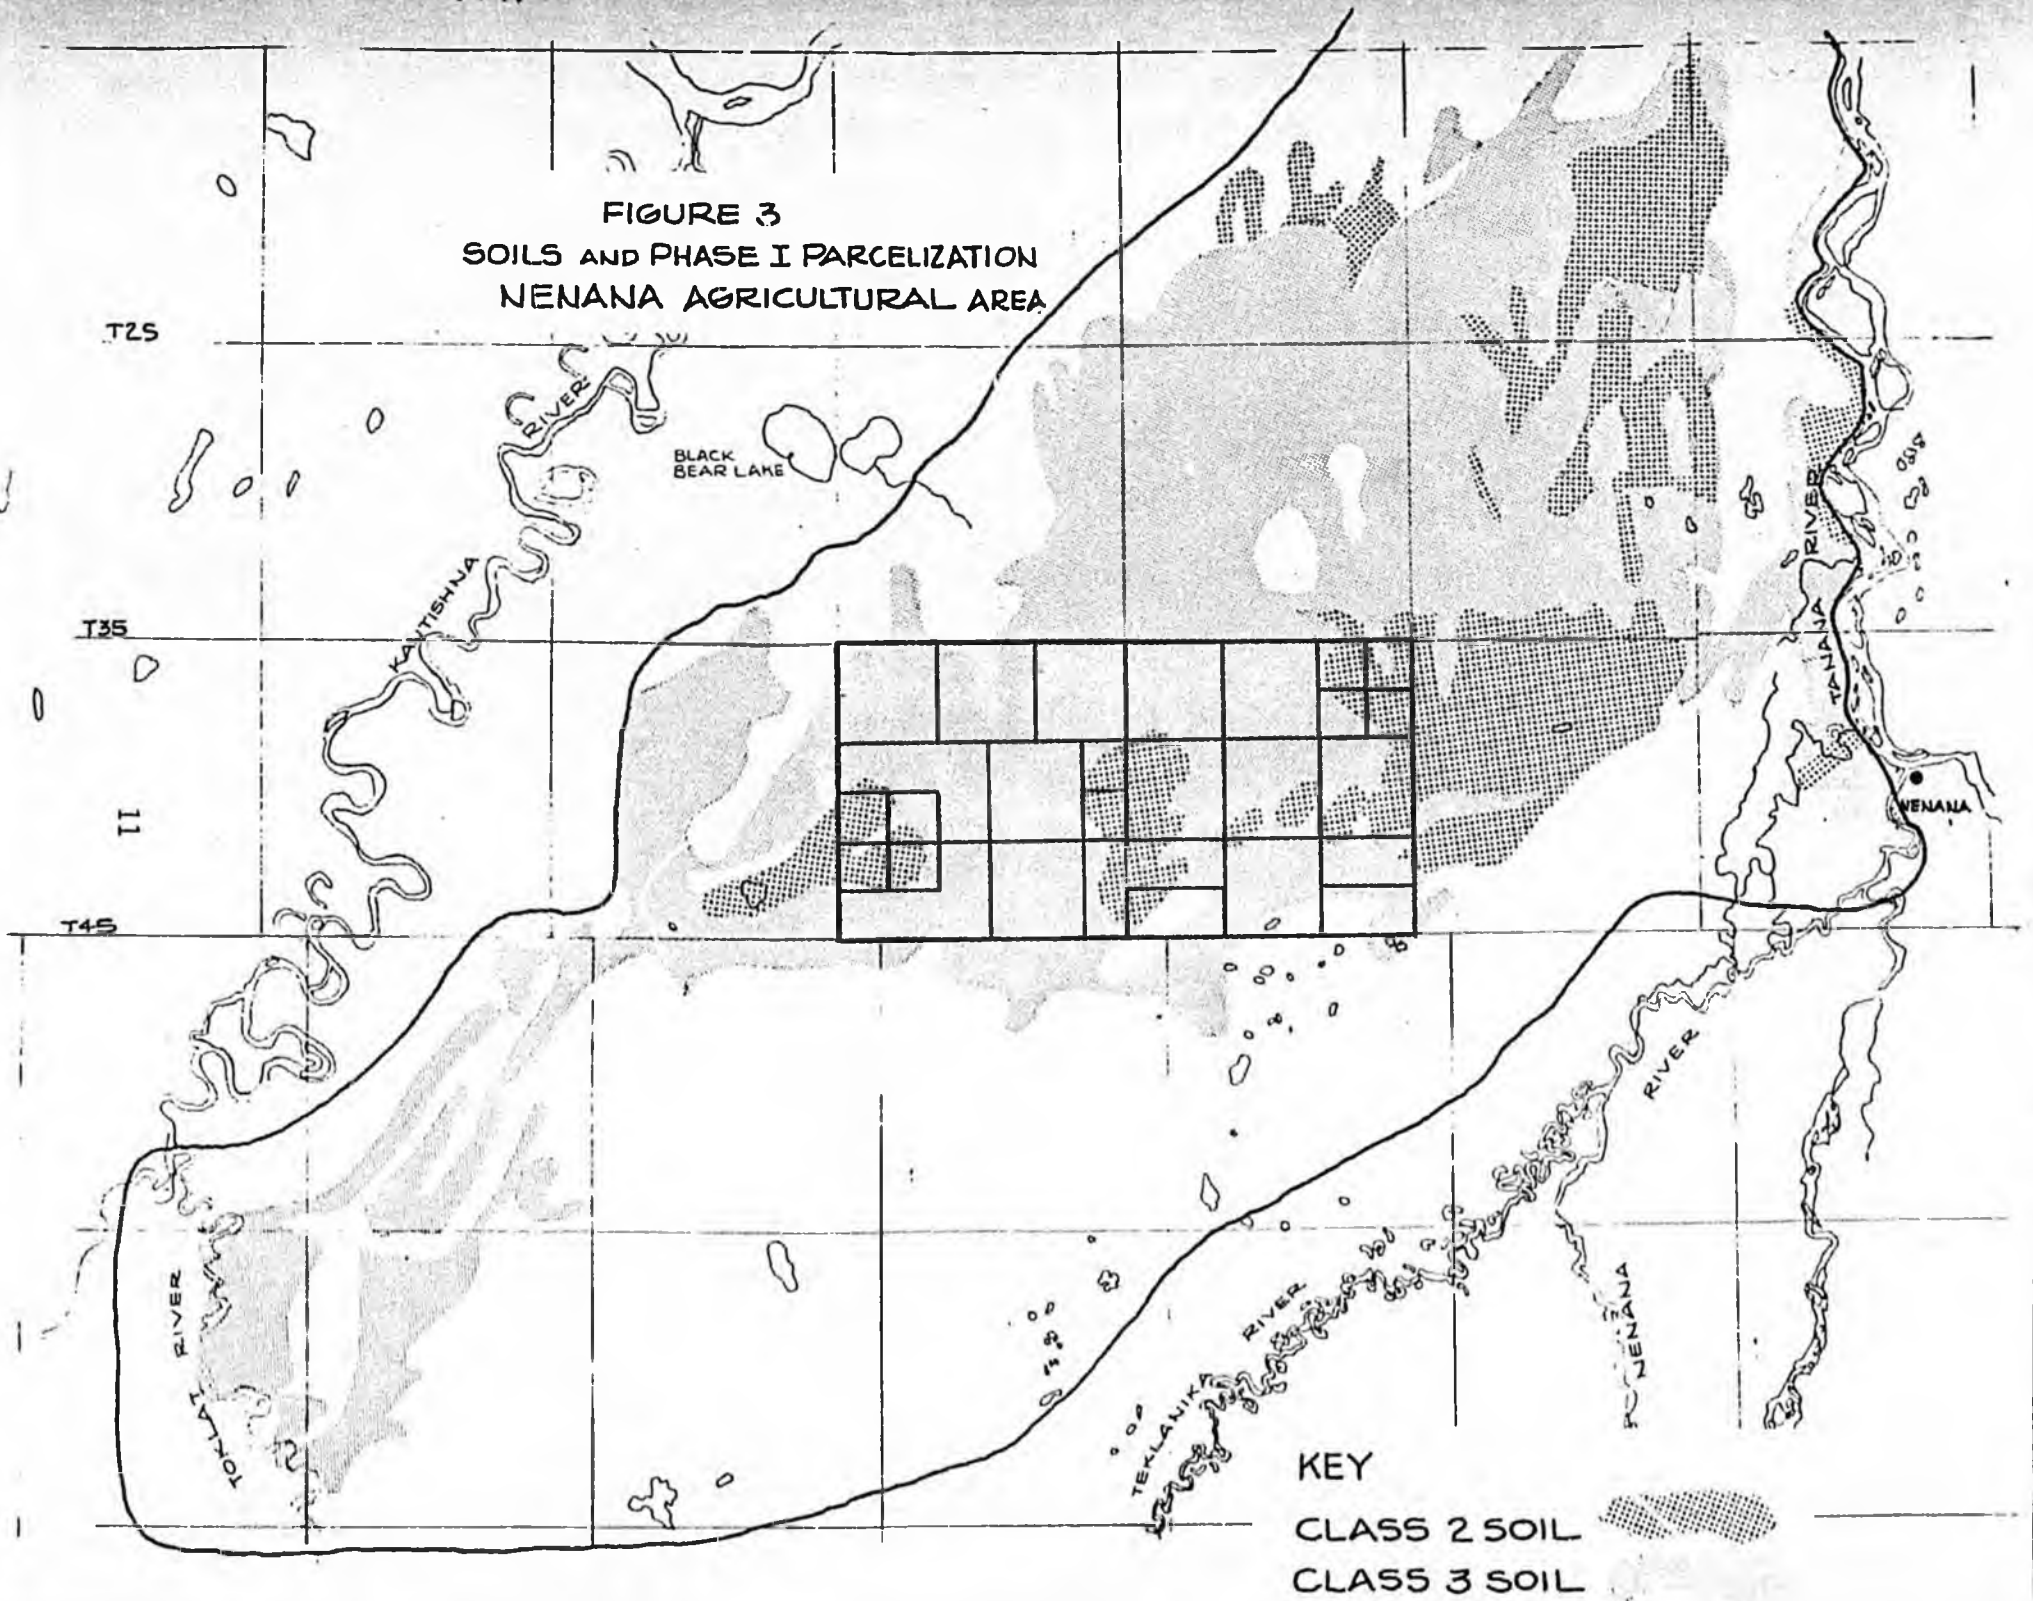 FIGURE 3
SOILS AND PHASE I PARCELIZATION
NENANA AGRICULTURAL AREA
T2S
RIVER
BLACK
BEAR LAKE
KANTISHNA
T3S
RIVER
TANANA
11
NENANA
T4S
RIVER
RIVER
TOKLAT
RIVER
TEKLANIKA
NENANA
KEY
CLASS 2 SOIL
CLASS 3 SOIL